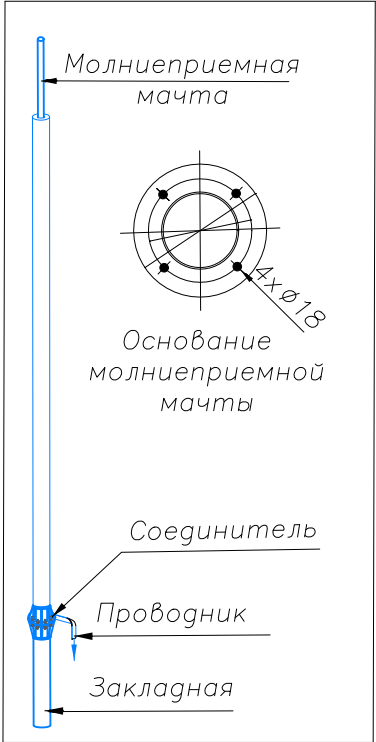 Молниеприемная
мачта
4xø18
Основание
молниеприемной
мачты
Соединитель
Проводник
Закладная